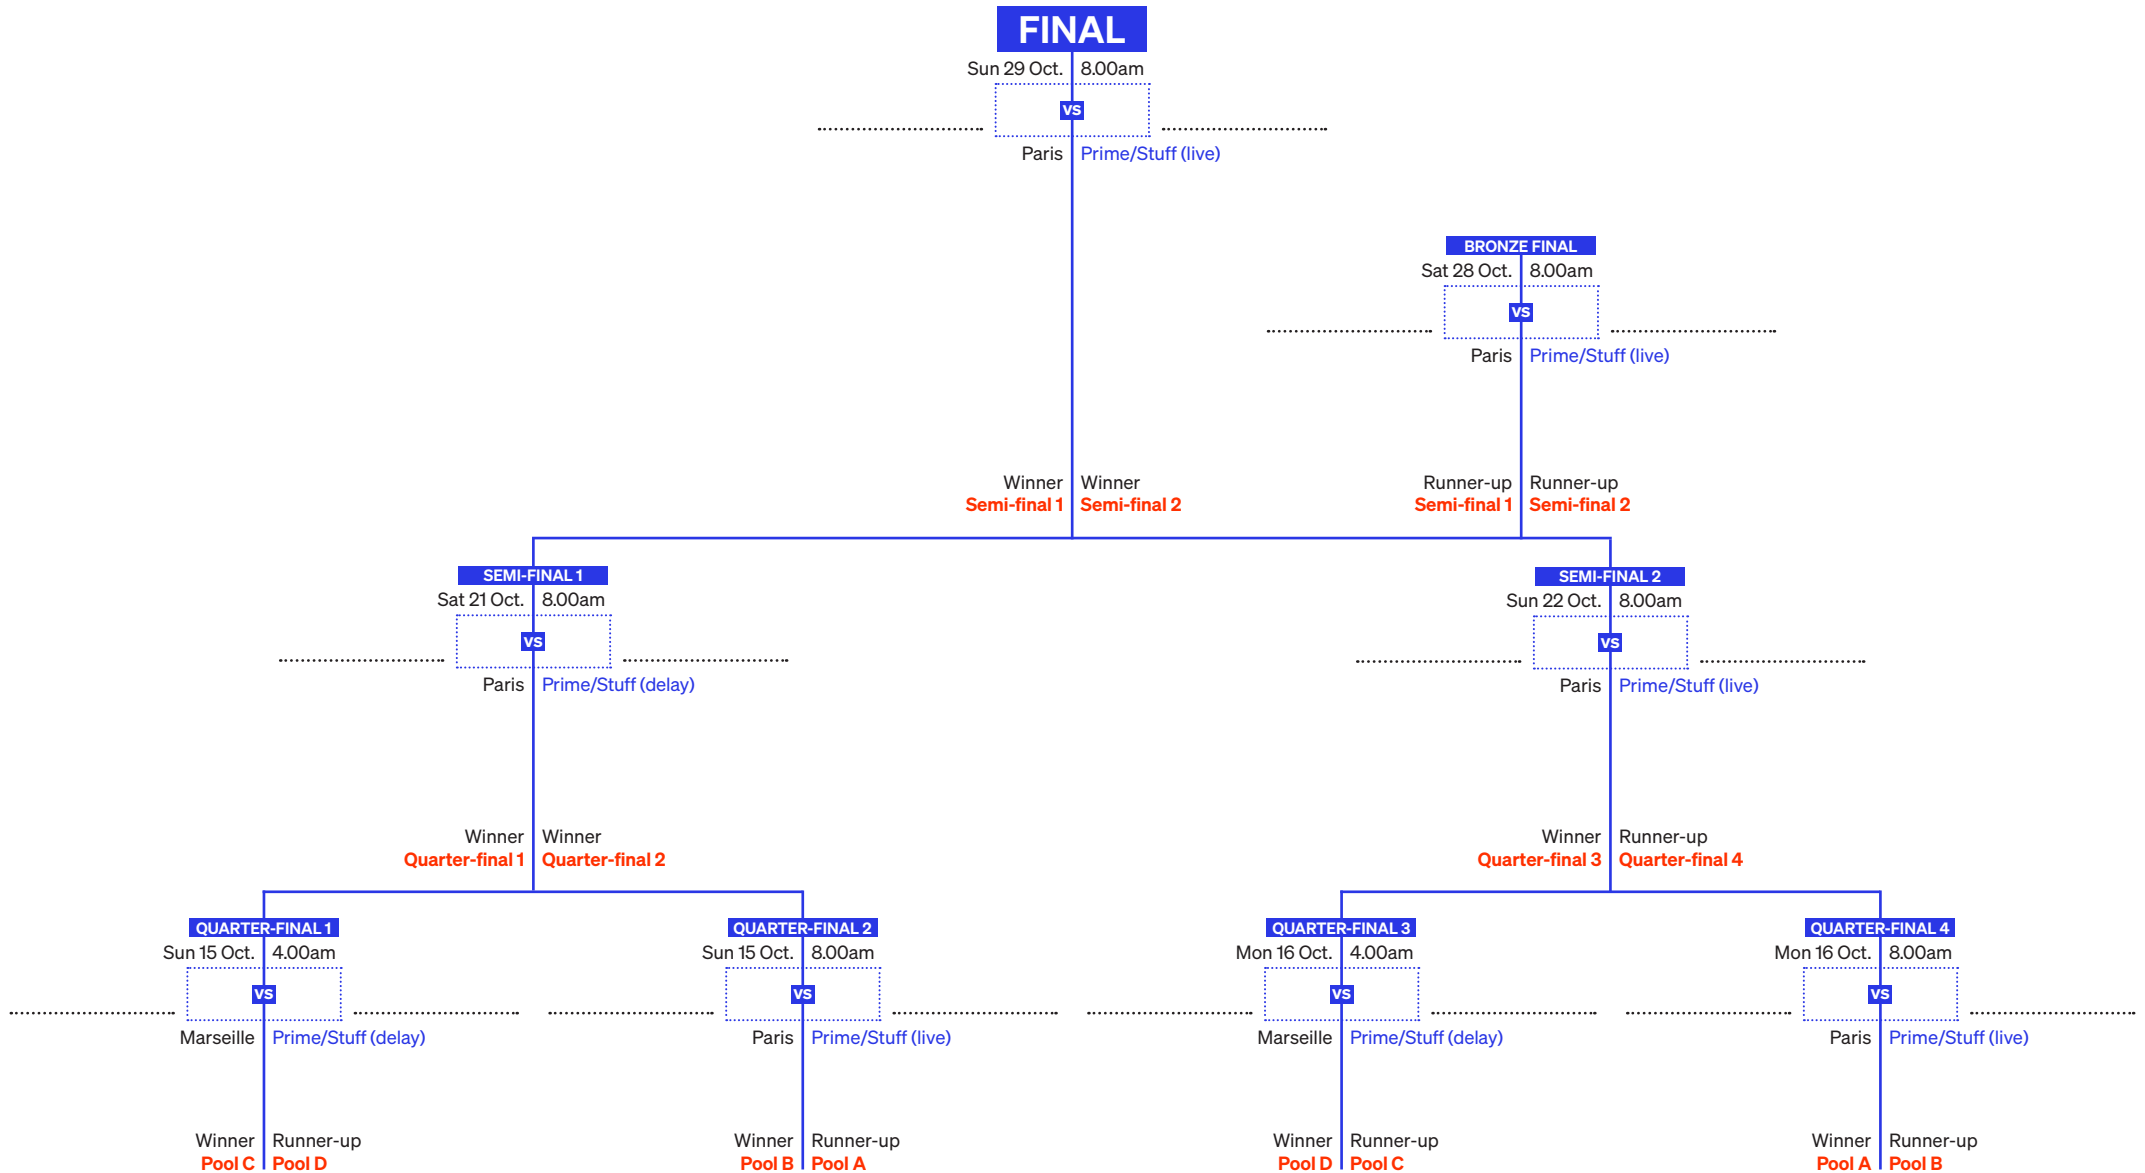 FINAL
Sun 29 Oct. 8.00am
VS
Paris Prime/Stuff (live)
BRONZE FINAL
Sat 28 Oct. 8.00am
VS
Paris Prime/Stuff (live)
Winner Winner
Semi-final 1 Semi-final 2
Runner-up Runner-up
Semi-final 1 Semi-final 2
SEMI-FINAL 1
Sat 21 Oct. 8.00am
VS
Paris Prime/Stuff (delay)
SEMI-FINAL 2
Sun 22 Oct. 8.00am
VS
Paris Prime/Stuff (live)
Winner Winner
Quarter-final 1 Quarter-final 2
Winner Runner-up
Quarter-final 3 Quarter-final 4
QUARTER-FINAL 1
Sun 15 Oct. 4.00am
VS
Marseille Prime/Stuff (delay)
Winner Runner-up
Pool C Pool D
QUARTER-FINAL 2
Sun 15 Oct. 8.00am
VS
Paris Prime/Stuff (live)
Winner Runner-up
Pool B Pool A
QUARTER-FINAL 3
Mon 16 Oct. 4.00am
VS
Marseille Prime/Stuff (delay)
Winner Runner-up
Pool D Pool C
QUARTER-FINAL 4
Mon 16 Oct. 8.00am
VS
Paris Prime/Stuff (live)
Winner Runner-up
Pool A Pool B